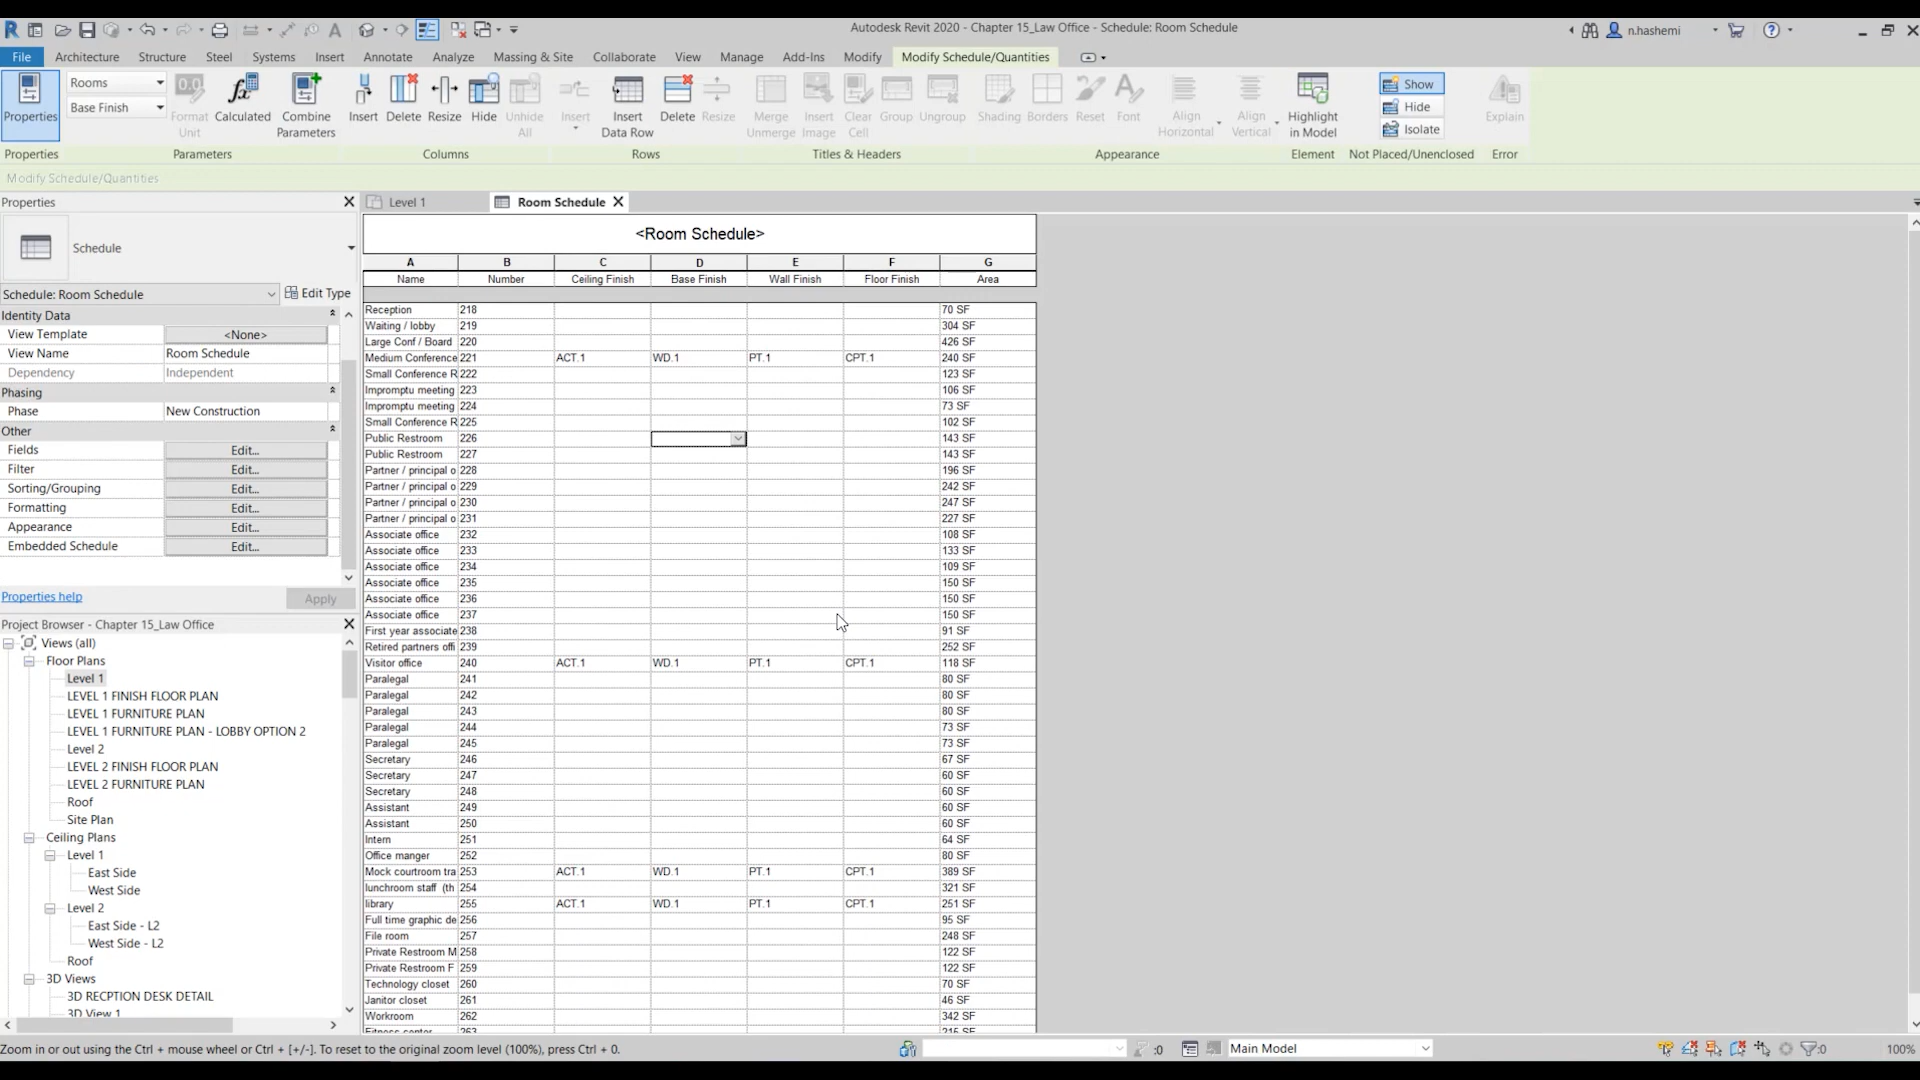 Autodesk Revit 2020 - Chapter 15_Law Office - Schedule: Room Schedule
n.hashemi
File Architecture Structure Steel Systems Insert Annotate Analyze Massing & Site Collaborate View Manage Add-Ins Modify Modify Schedule/Quantities
Properties
Rooms
Base Finish
Format Unit
Calculated
Combine Parameters
Insert
Delete
Resize
Hide
Unhide All
Insert
Insert Data Row
Delete
Resize
Merge Unmerge
Insert Image
Clear Cell
Group
Ungroup
Shading
Borders
Reset
Font
Align Horizontal
Align Vertical
Highlight in Model
Show
Hide
Isolate
Explain
Properties Parameters Columns Rows Titles & Headers Appearance Element Not Placed/Unenclosed Error
Modify Schedule/Quantities
Properties
Schedule
Schedule: Room Schedule
Edit Type
Identity Data
View Template <None>
View Name Room Schedule
Dependency Independent
Phasing
Phase New Construction
Other
Fields Edit...
Filter Edit...
Sorting/Grouping Edit...
Formatting Edit...
Appearance Edit...
Embedded Schedule Edit...
Properties help
Apply
Project Browser - Chapter 15_Law Office
Views (all)
Floor Plans
Level 1
LEVEL 1 FINISH FLOOR PLAN
LEVEL 1 FURNITURE PLAN
LEVEL 1 FURNITURE PLAN - LOBBY OPTION 2
Level 2
LEVEL 2 FINISH FLOOR PLAN
LEVEL 2 FURNITURE PLAN
Roof
Site Plan
Ceiling Plans
Level 1
East Side
West Side
Level 2
East Side - L2
West Side - L2
Roof
3D Views
3D RECPTION DESK DETAIL
3D View 1
Level 1
Room Schedule
<Room Schedule>
A B C D E F G
Name Number Ceiling Finish Base Finish Wall Finish Floor Finish Area
Reception 218 70 SF
Waiting / lobby 219 304 SF
Large Conf / Board 220 426 SF
Medium Conference 221 ACT.1 WD.1 PT.1 CPT.1 240 SF
Small Conference R 222 123 SF
Impromptu meeting 223 106 SF
Impromptu meeting 224 73 SF
Small Conference R 225 102 SF
Public Restroom 226 143 SF
Public Restroom 227 143 SF
Partner / principal o 228 196 SF
Partner / principal o 229 242 SF
Partner / principal o 230 247 SF
Partner / principal o 231 227 SF
Associate office 232 108 SF
Associate office 233 133 SF
Associate office 234 109 SF
Associate office 235 150 SF
Associate office 236 150 SF
Associate office 237 150 SF
First year associate 238 91 SF
Retired partners offi 239 252 SF
Visitor office 240 ACT.1 WD.1 PT.1 CPT.1 118 SF
Paralegal 241 80 SF
Paralegal 242 80 SF
Paralegal 243 80 SF
Paralegal 244 73 SF
Paralegal 245 73 SF
Secretary 246 67 SF
Secretary 247 60 SF
Secretary 248 60 SF
Assistant 249 60 SF
Assistant 250 60 SF
Intern 251 64 SF
Office manger 252 80 SF
Mock courtroom tra 253 ACT.1 WD.1 PT.1 CPT.1 389 SF
lunchroom staff (th 254 321 SF
library 255 ACT.1 WD.1 PT.1 CPT.1 251 SF
Full time graphic de 256 95 SF
File room 257 248 SF
Private Restroom M 258 122 SF
Private Restroom F 259 122 SF
Technology closet 260 70 SF
Janitor closet 261 46 SF
Workroom 262 342 SF
Fitness center 263 215 SF
Zoom in or out using the Ctrl + mouse wheel or Ctrl + [+/-]. To reset to the original zoom level (100%), press Ctrl + 0.
:0
Main Model
:0
100%